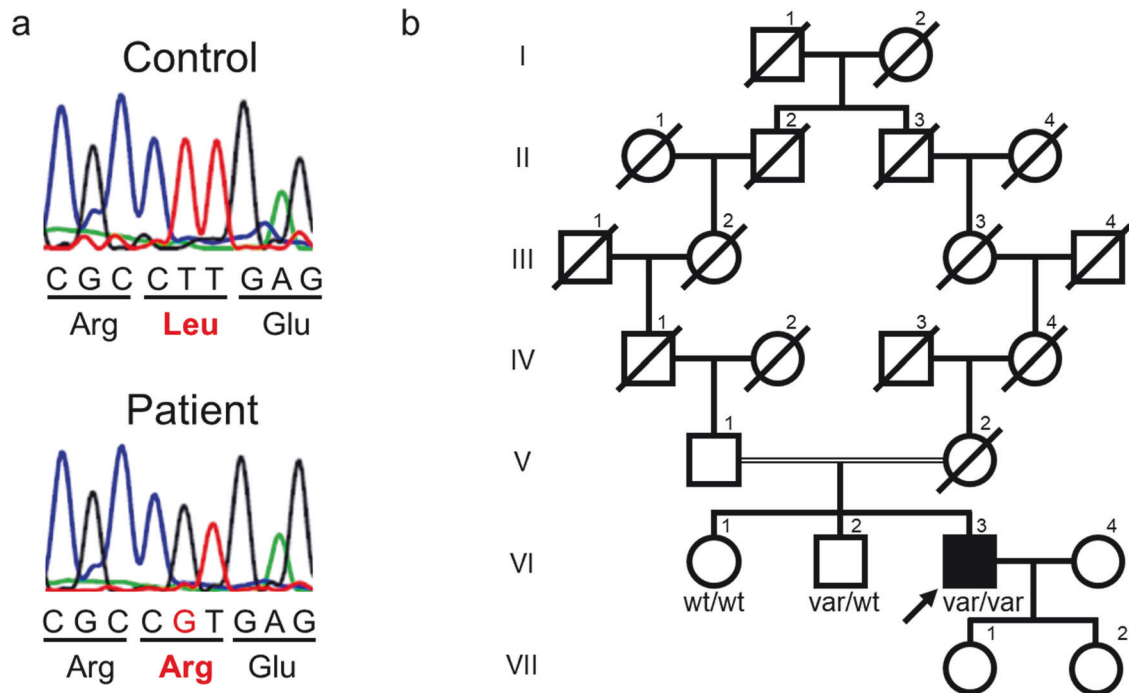 a
Control
C G C C T T G A G
Arg Leu Glu
Patient
C G C C G T G A G
Arg Arg Glu
b
I
1 2
II
1 2 3 4
III
1 2 3 4
IV
1 2 3 4
V
1 2
VI
1 2 3 4
wt/wt var/wt var/var
VII
1 2